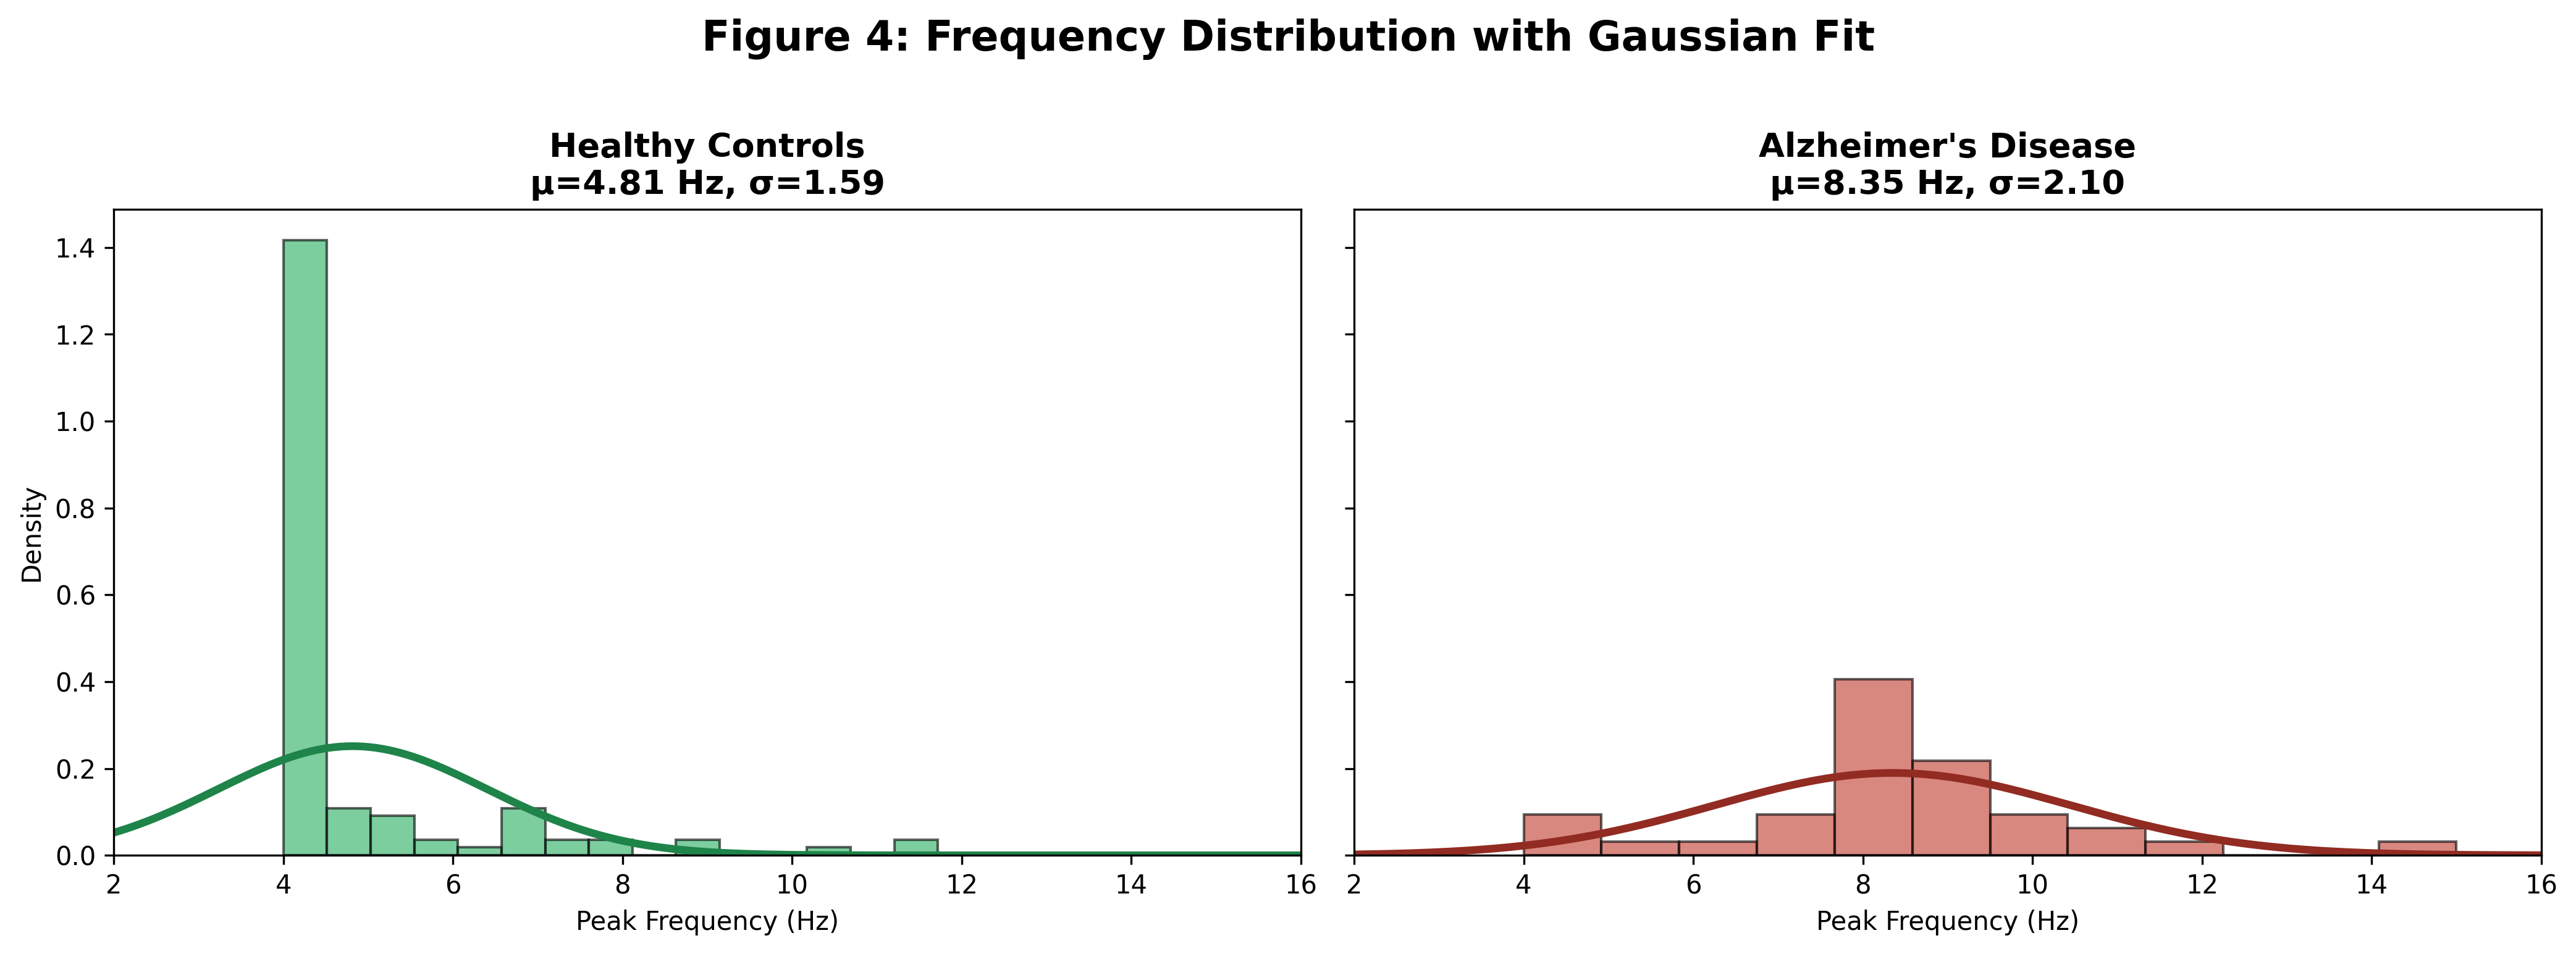 Figure 4: Frequency Distribution with Gaussian Fit
Healthy Controls
μ=4.81 Hz, σ=1.59
Density
1.4
1.2
1.0
0.8
0.6
0.4
0.2
0.0
2 4 6 8 10 12 14 16
Peak Frequency (Hz)
Alzheimer's Disease
μ=8.35 Hz, σ=2.10
2 4 6 8 10 12 14 16
Peak Frequency (Hz)